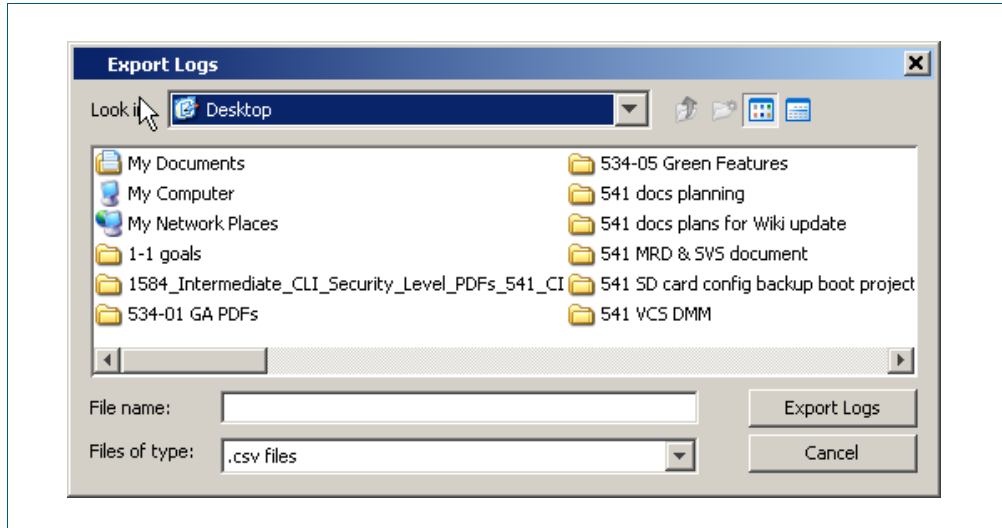 Export Logs
Look i
Desktop
My Documents
My Computer
My Network Places
1-1 goals
1584_Intermediate_CLI_Security_Level_PDFs_541_CI
534-01 GA PDFs
534-05 Green Features
541 docs planning
541 docs plans for Wiki update
541 MRD & SVS document
541 SD card config backup boot project
541 VCS DMM
File name:
Export Logs
Files of type:
.csv files
Cancel